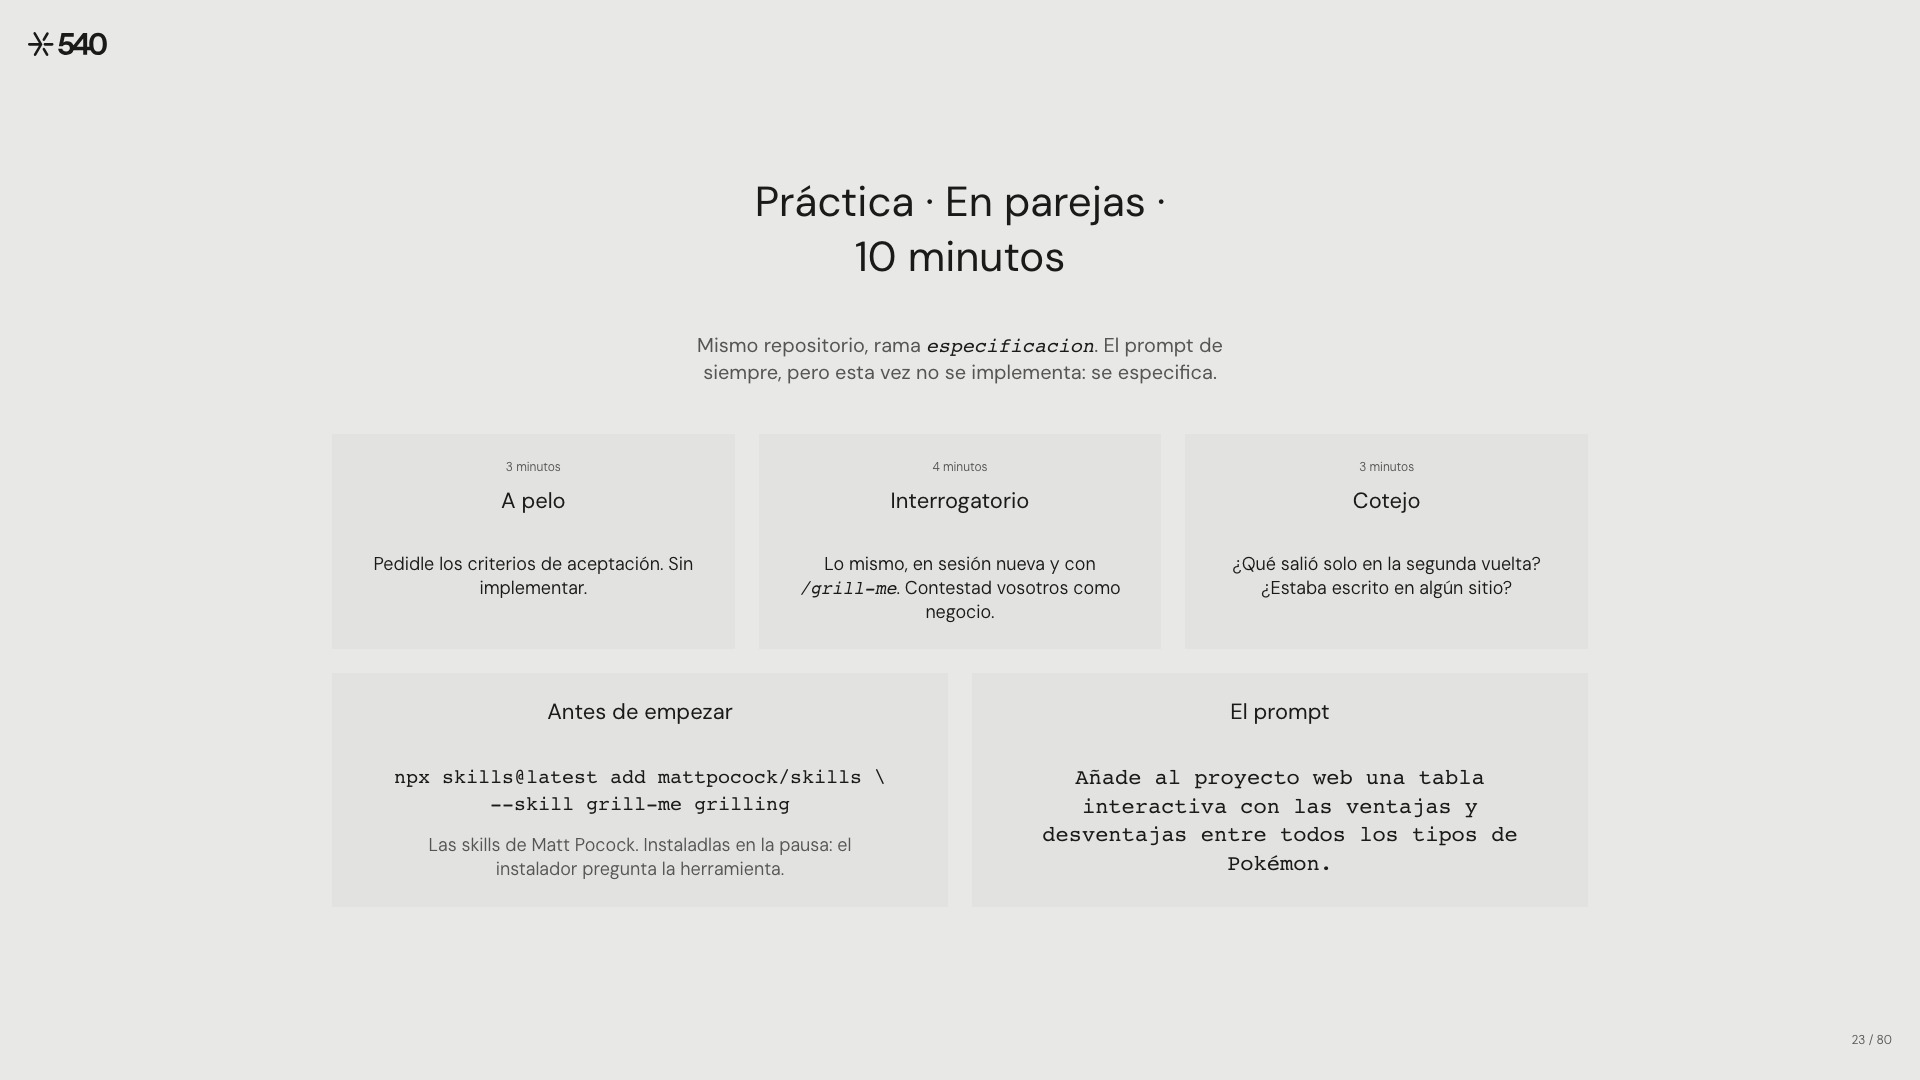 540
Práctica · En parejas ·
10 minutos
Mismo repositorio, rama especificacion. El prompt de
siempre, pero esta vez no se implementa: se especifica.
3 minutos
A pelo
Pedidle los criterios de aceptación. Sin
implementar.
4 minutos
Interrogatorio
Lo mismo, en sesión nueva y con
/grill-me. Contestad vosotros como
negocio.
3 minutos
Cotejo
¿Qué salió solo en la segunda vuelta?
¿Estaba escrito en algún sitio?
Antes de empezar
npx skills@latest add mattpocock/skills \
--skill grill-me grilling
Las skills de Matt Pocock. Instaladlas en la pausa: el
instalador pregunta la herramienta.
El prompt
Añade al proyecto web una tabla
interactiva con las ventajas y
desventajas entre todos los tipos de
Pokémon.
23 / 80